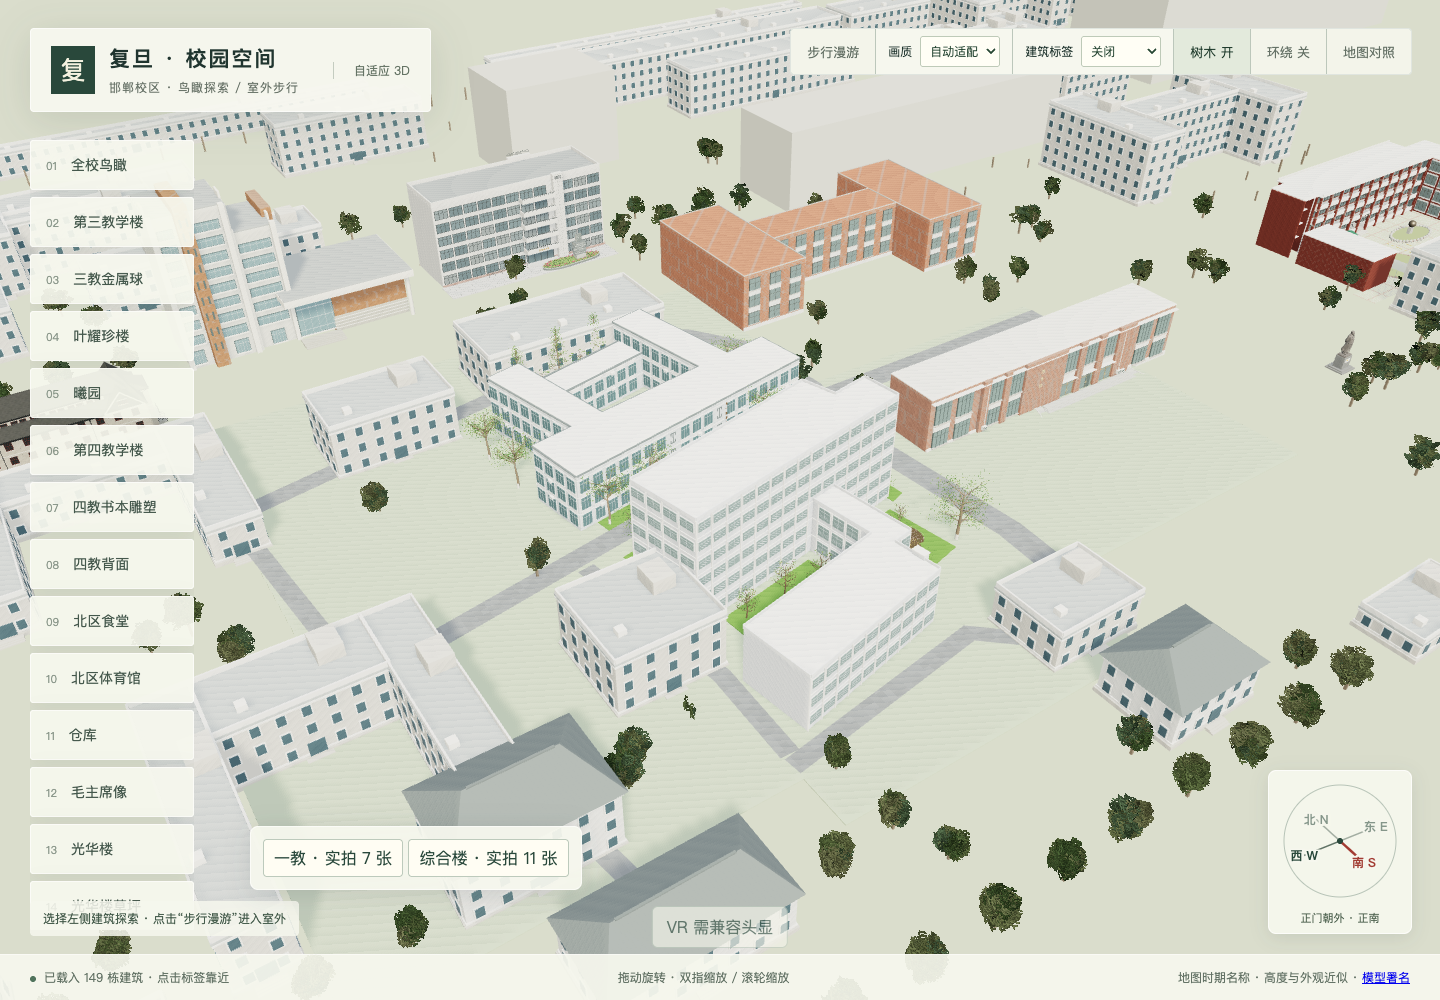 复
复旦 · 校园空间
邯郸校区 · 鸟瞰探索 / 室外步行
自适应 3D
步行漫游
画质
自动适配
建筑标签
关闭
树木 开
环绕 关
地图对照
01 全校鸟瞰
02 第三教学楼
03 三教金属球
04 叶耀珍楼
05 曦园
06 第四教学楼
07 四教书本雕塑
08 四教背面
09 北区食堂
10 北区体育馆
11 仓库
12 毛主席像
13 光华楼
14 光华楼草坪
选择左侧建筑探索 · 点击“步行漫游”进入室外
一教 · 实拍 7 张
综合楼 · 实拍 11 张
VR 需兼容头显
北·N
东 E
西·W
南 S
正门朝外 · 正南
已载入 149 栋建筑 · 点击标签靠近
拖动旋转 · 双指缩放 / 滚轮缩放
地图时期名称 · 高度与外观近似 · 模型署名